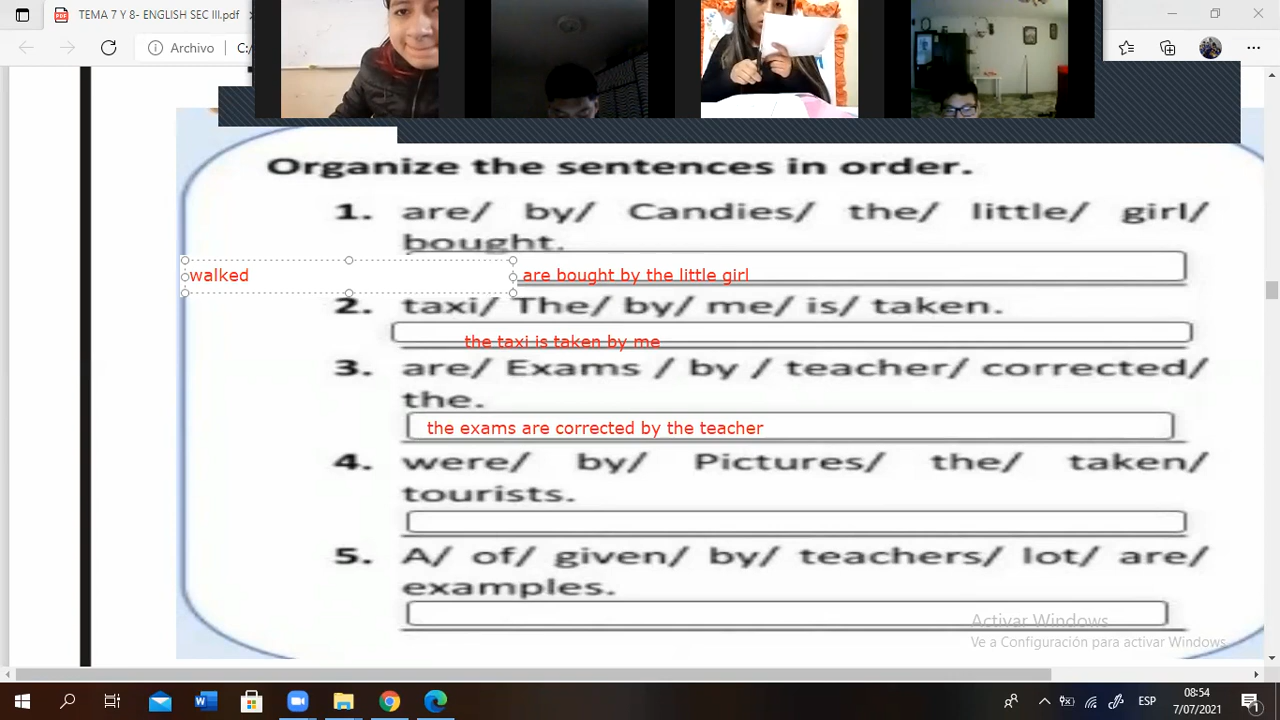 TEMA 7 Y 8- ENGLISH SEC III.pdf
Archivo
C:/
Organize the sentences in order.
1. are/ by/ Candies/ the/ little/ girl/
bought.
walked
are bought by the little girl
2. taxi/ The/ by/ me/ is/ taken.
the taxi is taken by me
3. are/ Exams / by / teacher/ corrected/
the.
the exams are corrected by the teacher
4. were/ by/ Pictures/ the/ taken/
tourists.
5. A/ of/ given/ by/ teachers/ lot/ are/
examples.
Activar Windows
Ve a Configuración para activar Windows.
ESP
08:54
7/07/2021
1